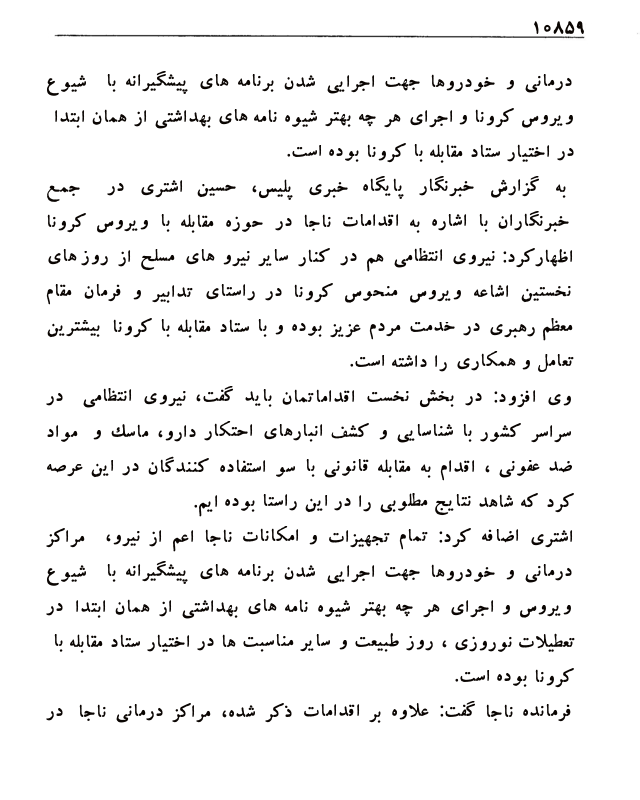 ۱۰۸۵۹
درمانی و خودروها جهت اجرایی شدن برنامه های پیشگیرانه با شیوع
ویروس کرونا و اجرای هر چه بهتر شیوه نامه های بهداشتی از همان ابتدا
در اختیار ستاد مقابله با کرونا بوده است.
به گزارش خبرنگار پایگاه خبری پلیس، حسین اشتری در جمع
خبرنگاران با اشاره به اقدامات ناجا در حوزه مقابله با ویروس کرونا
اظهارکرد: نیروی انتظامی هم در کنار سایر نیرو های مسلح از روزهای
نخستین اشاعه ویروس منحوس کرونا در راستای تدابیر و فرمان مقام
معظم رهبری در خدمت مردم عزیز بوده و با ستاد مقابله با کرونا بیشترین
تعامل و همکاری را داشته است.
وی افزود: در بخش نخست اقداماتمان باید گفت، نیروی انتظامی در
سراسر کشور با شناسایی و کشف انبارهای احتکار دارو، ماسك و مواد
ضد عفونی ، اقدام به مقابله قانونی با سو استفاده کنندگان در این عرصه
کرد که شاهد نتایج مطلوبی را در این راستا بوده ایم.
اشتری اضافه کرد: تمام تجهیزات و امکانات ناجا اعم از نیرو، مراکز
درمانی و خودروها جهت اجرایی شدن برنامه های پیشگیرانه با شیوع
ویروس و اجرای هر چه بهتر شیوه نامه های بهداشتی از همان ابتدا در
تعطیلات نوروزی ، روز طبیعت و سایر مناسبت ها در اختیار ستاد مقابله با
کرونا بوده است.
فرمانده ناجا گفت: علاوه بر اقدامات ذکر شده، مراکز درمانی ناجا در